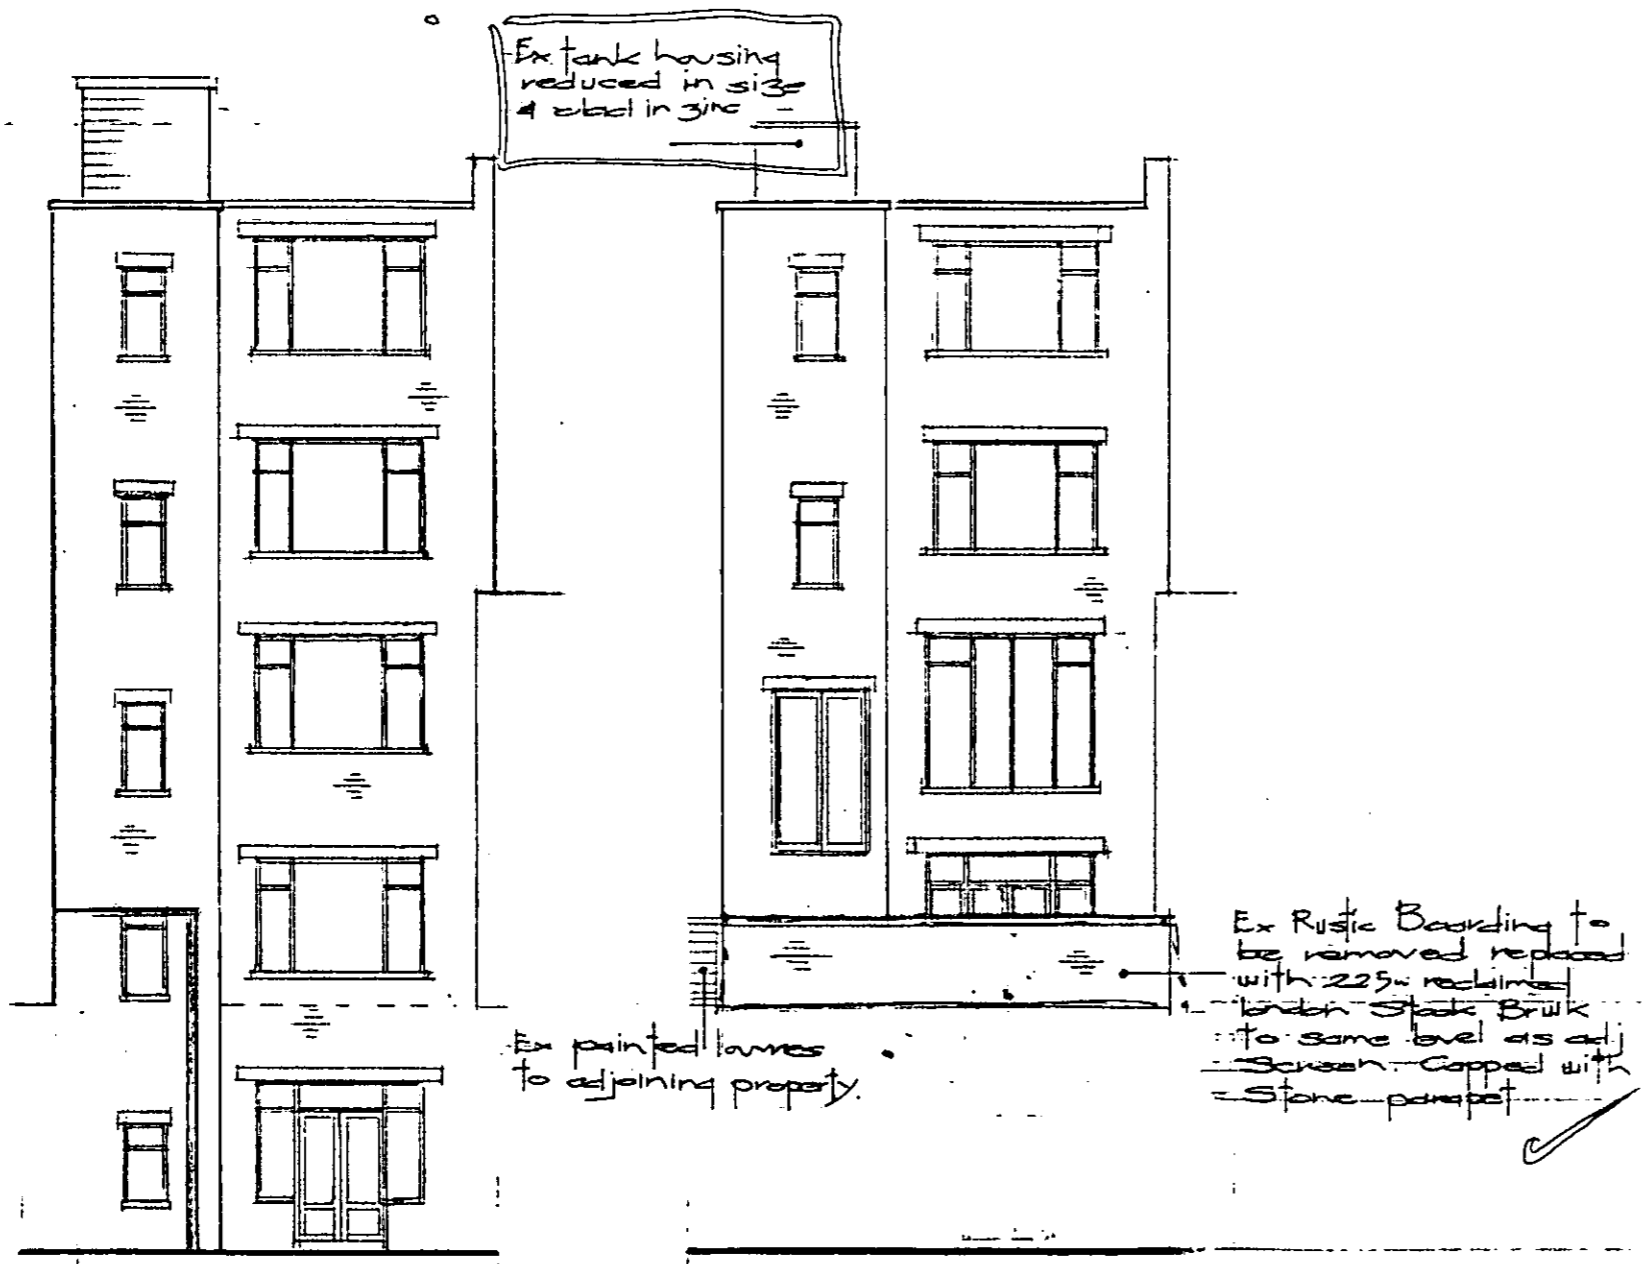 Ex tank housing
reduced in size
& clad in zinc
Ex painted louvres
to adjoining property.
Ex Rustic Boarding to
be removed replaced
with 225w reclaimed
london Stock Brick
to same level as adj
Screen. Capped with
Stone parapet